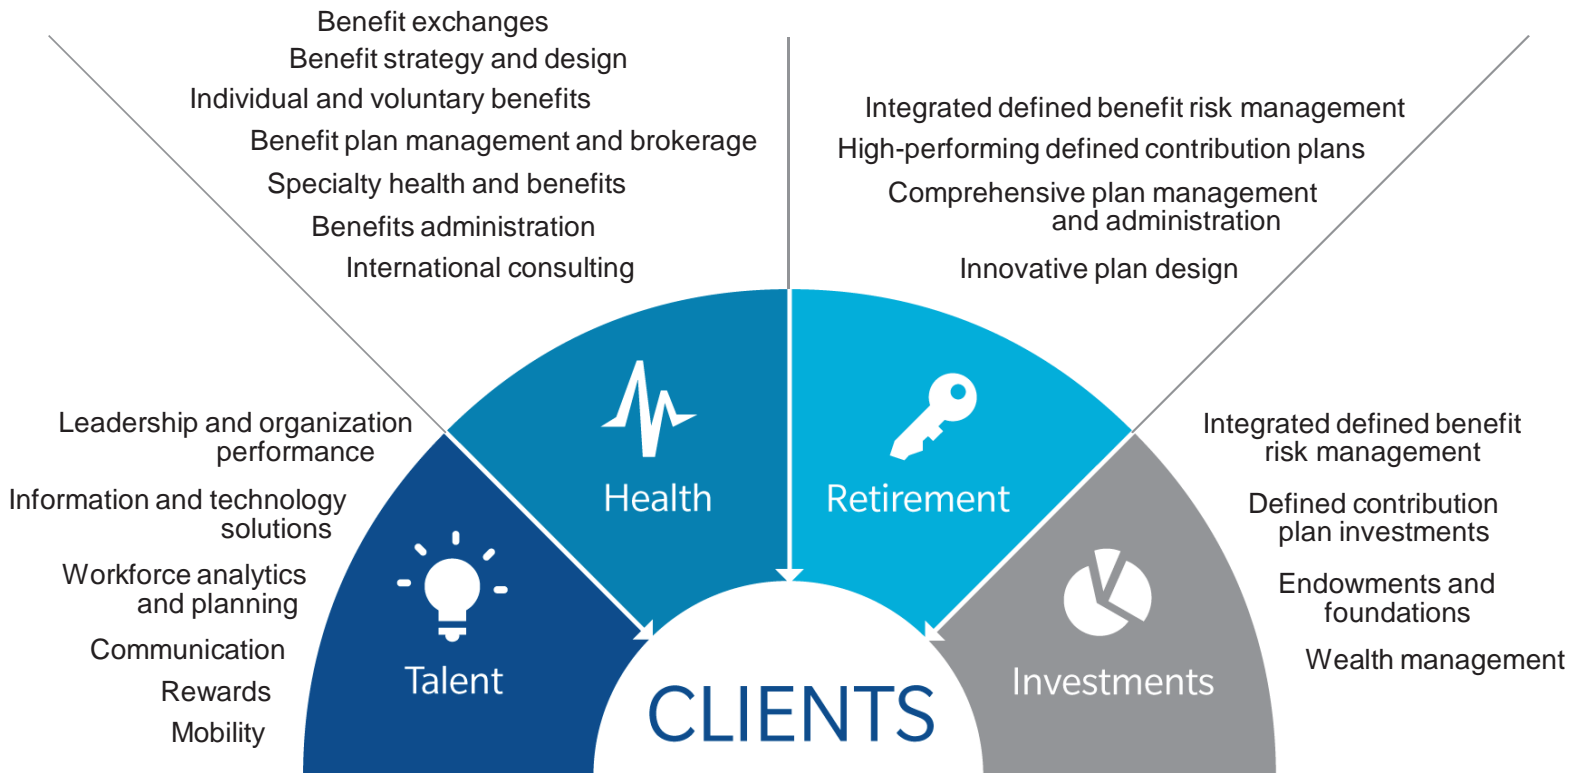 Benefit exchanges
Benefit strategy and design
Individual and voluntary benefits
Benefit plan management and brokerage
Specialty health and benefits
Benefits administration
International consulting
Integrated defined benefit risk management
High-performing defined contribution plans
Comprehensive plan management
and administration
Innovative plan design
Leadership and organization
performance
Information and technology
solutions
Workforce analytics
and planning
Communication
Rewards
Mobility
Talent
Health
Retirement
Investments
CLIENTS
Integrated defined benefit
risk management
Defined contribution
plan investments
Endowments and
foundations
Wealth management